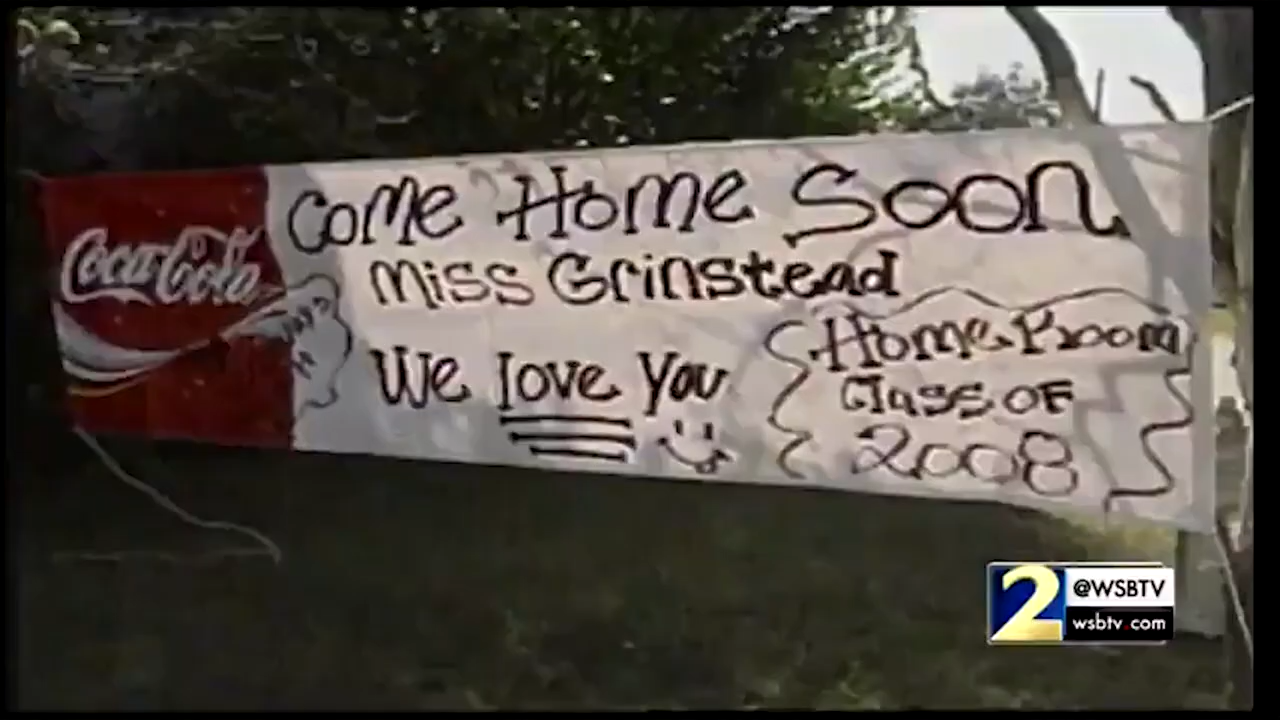 Coca-Cola
Come Home Soon
Miss Grinstead
We love You
Home Room
Class of
2008
2 @WSBTV
wsbtv.com